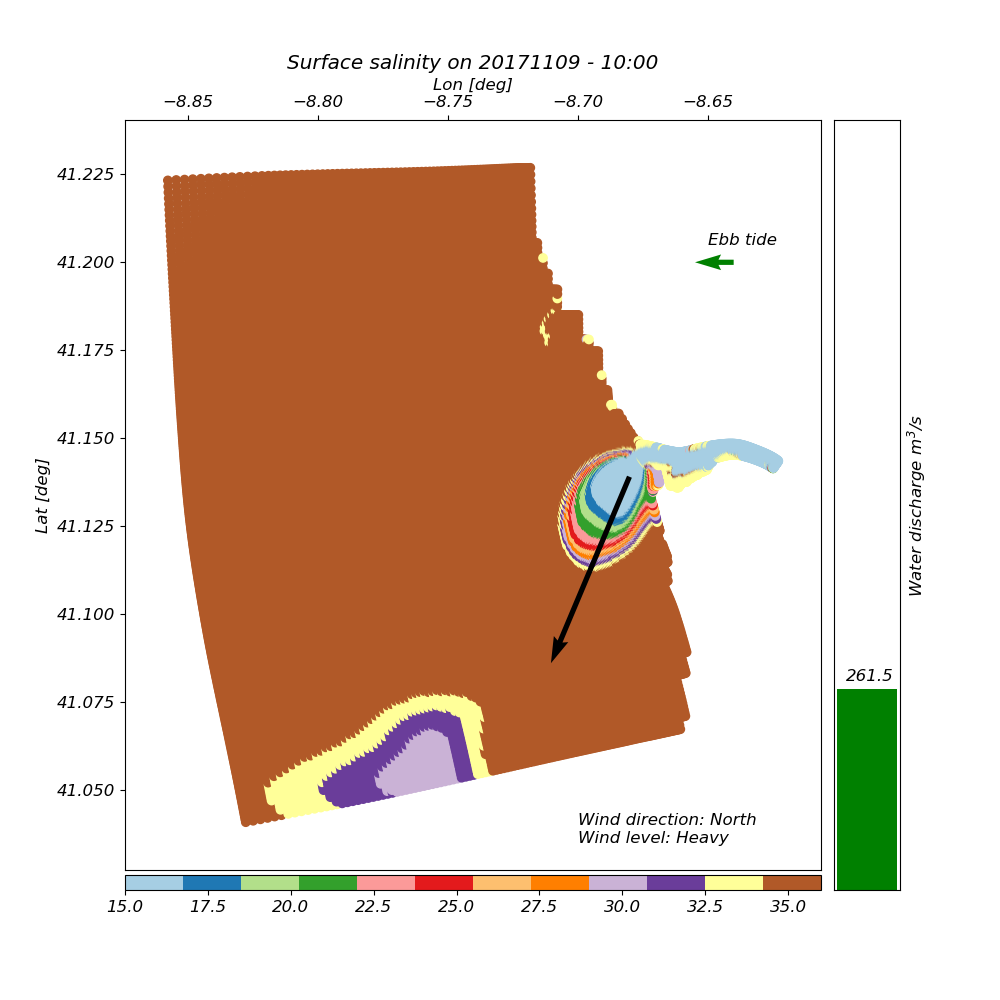 Surface salinity on 20171109 - 10:00
Lon [deg]
−8.85 −8.80 −8.75 −8.70 −8.65
41.225
41.200
41.175
41.150
41.125
41.100
41.075
41.050
Lat [deg]
Ebb tide
Wind direction: North
Wind level: Heavy
261.5
Water discharge m³/s
15.0 17.5 20.0 22.5 25.0 27.5 30.0 32.5 35.0